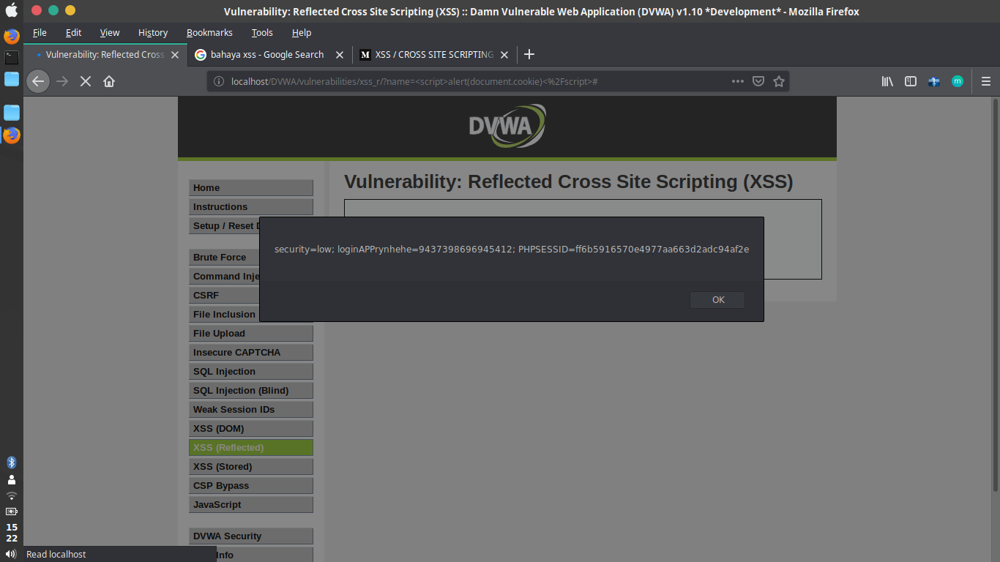 Vulnerability: Reflected Cross Site Scripting (XSS) :: Damn Vulnerable Web Application (DVWA) v1.10 *Development* - Mozilla Firefox
File Edit View History Bookmarks Tools Help
Vulnerability: Reflected Cross
bahaya xss - Google Search
M XSS / CROSS SITE SCRIPTING
localhost/DVWA/vulnerabilities/xss_r/?name=<script>alert(document.cookie)<%2Fscript>#
m
DVWA
Vulnerability: Reflected Cross Site Scripting (XSS)
Home
Instructions
Setup / Reset D
security=low; loginAPPrynhehe=9437398696945412; PHPSESSID=ff6b5916570e4977aa663d2adc94af2e
OK
Brute Force
Command Inje
CSRF
File Inclusion
File Upload
Insecure CAPTCHA
SQL Injection
SQL Injection (Blind)
Weak Session IDs
XSS (DOM)
XSS (Reflected)
XSS (Stored)
CSP Bypass
JavaScript
DVWA Security
Info
15
22
Read localhost